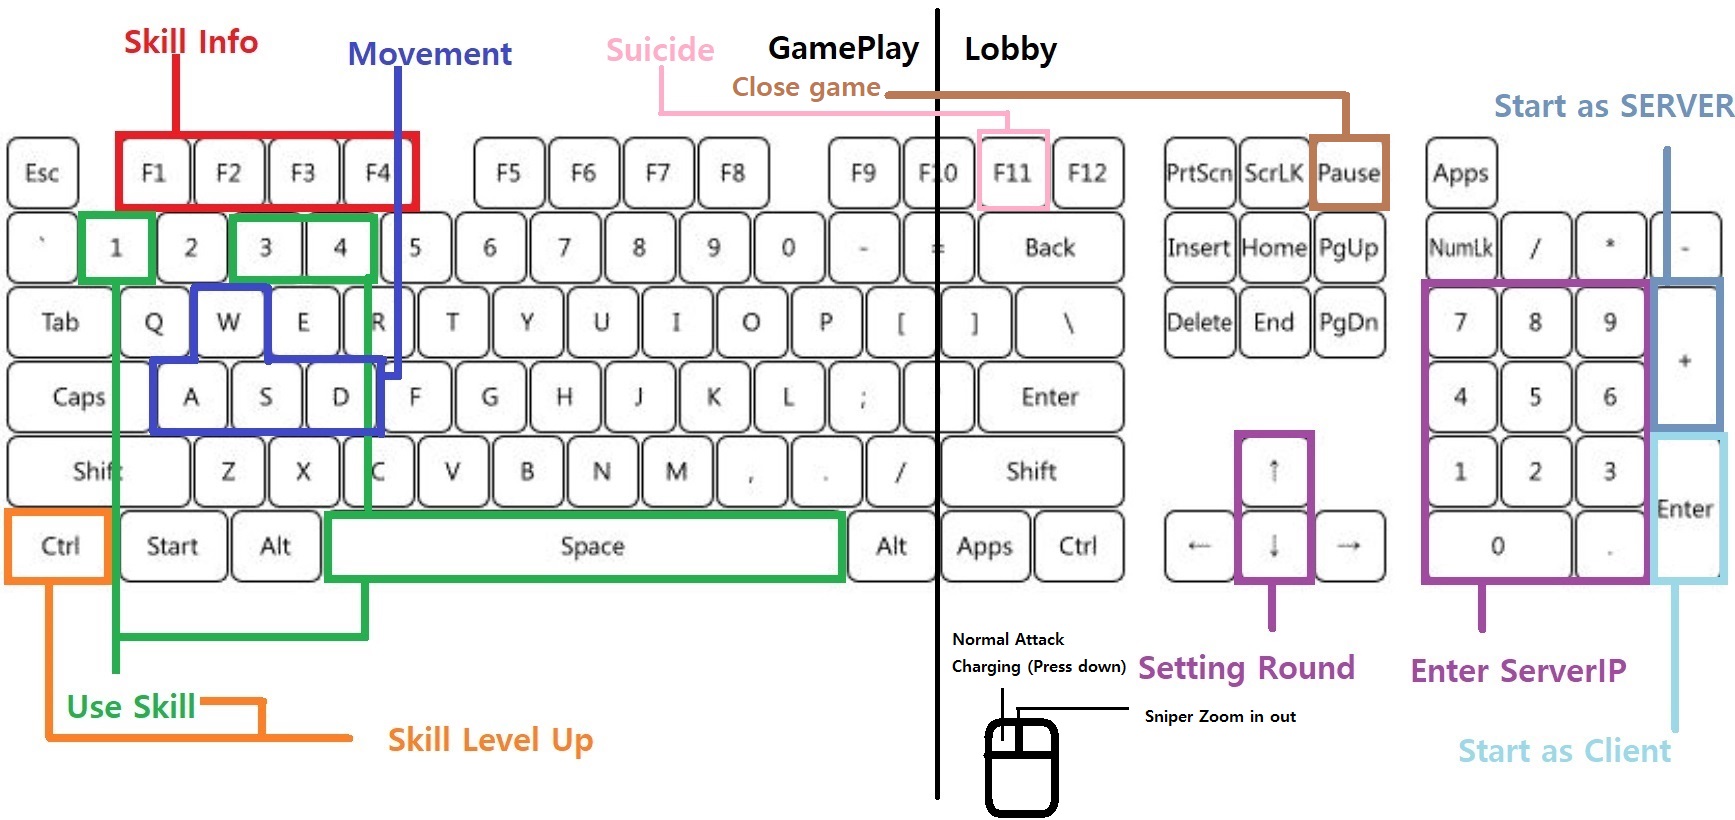 Skill Info
Movement
Suicide
GamePlay
Lobby
Close game
Start as SERVER
Esc F1 F2 F3 F4 F5 F6 F7 F8 F9 F10 F11 F12 PrtScn ScrLK Pause Apps
` 1 2 3 4 5 6 7 8 9 0 - = Back Insert Home PgUp NumLk / * -
Tab Q W E R T Y U I O P [ ] \ Delete End PgDn 7 8 9
+
Caps A S D F G H J K L ; Enter 4 5 6
Shift Z X C V B N M , . / Shift ↑ 1 2 3
Enter
Ctrl Start Alt Space Alt Apps Ctrl ← ↓ → 0 .
Normal Attack
Charging (Press down)
Setting Round
Enter ServerIP
Use Skill
Sniper Zoom in out
Skill Level Up
Start as Client